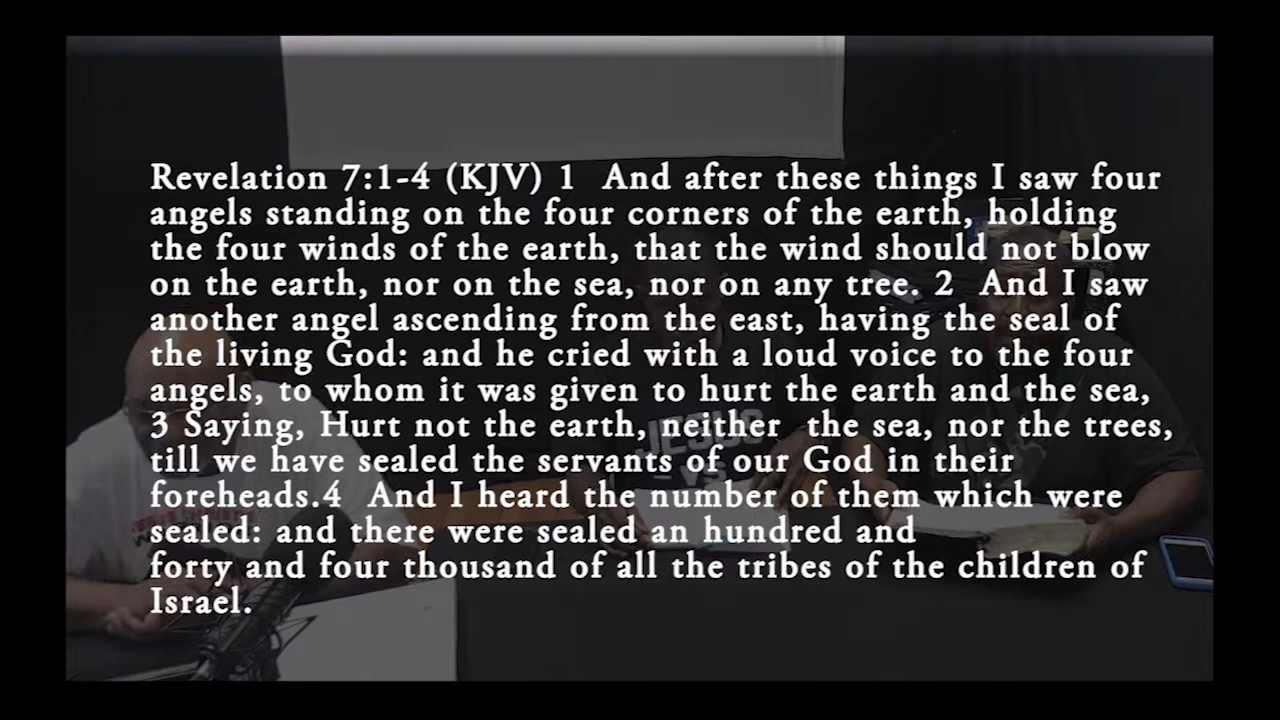 Revelation 7:1-4 (KJV) 1 And after these things I saw four
angels standing on the four corners of the earth, holding
the four winds of the earth, that the wind should not blow
on the earth, nor on the sea, nor on any tree. 2 And I saw
another angel ascending from the east, having the seal of
the living God: and he cried with a loud voice to the four
angels, to whom it was given to hurt the earth and the sea,
3 Saying, Hurt not the earth, neither the sea, nor the trees,
till we have sealed the servants of our God in their
foreheads.4 And I heard the number of them which were
sealed: and there were sealed an hundred and
forty and four thousand of all the tribes of the children of
Israel.
JESUS
VS